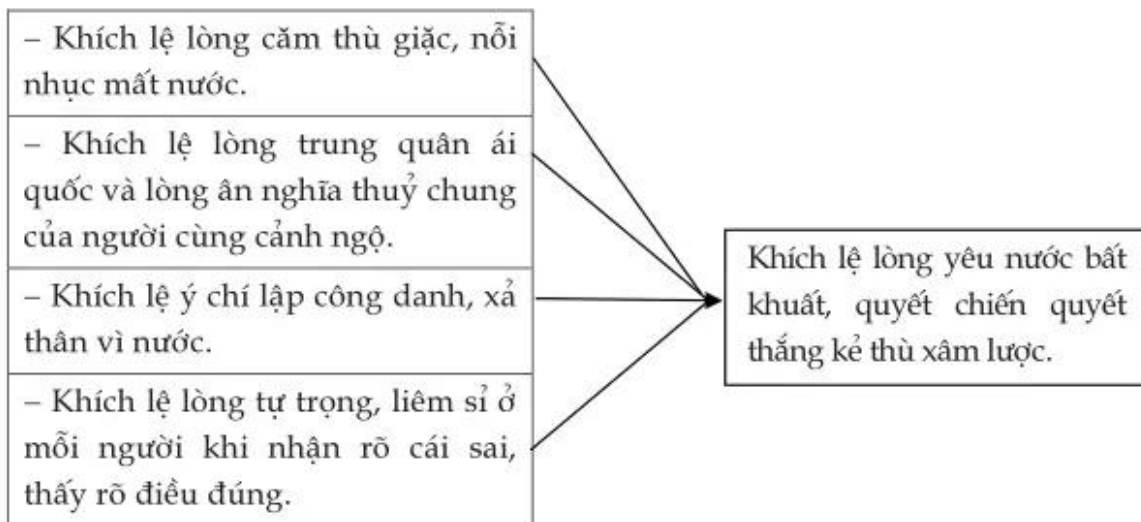 – Khích lệ lòng căm thù giặc, nỗi
nhục mất nước.
– Khích lệ lòng trung quân ái
quốc và lòng ân nghĩa thuỷ chung
của người cùng cảnh ngộ.
– Khích lệ ý chí lập công danh, xả
thân vì nước.
– Khích lệ lòng tự trọng, liêm sỉ ở
mỗi người khi nhận rõ cái sai,
thấy rõ điều đúng.
Khích lệ lòng yêu nước bất
khuất, quyết chiến quyết
thắng kẻ thù xâm lược.